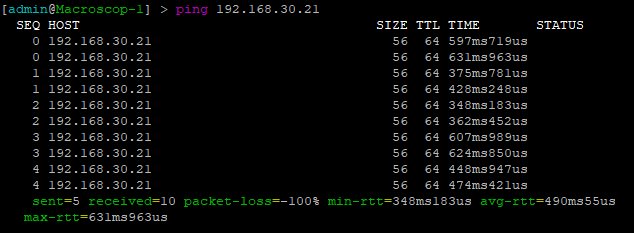 [admin@Macroscop-1] > ping 192.168.30.21
SEQ HOST SIZE TTL TIME STATUS
0 192.168.30.21 56 64 597ms719us
0 192.168.30.21 56 64 631ms963us
1 192.168.30.21 56 64 375ms781us
1 192.168.30.21 56 64 428ms248us
2 192.168.30.21 56 64 348ms183us
2 192.168.30.21 56 64 362ms452us
3 192.168.30.21 56 64 607ms989us
3 192.168.30.21 56 64 624ms850us
4 192.168.30.21 56 64 448ms947us
4 192.168.30.21 56 64 474ms421us
sent=5 received=10 packet-loss=-100% min-rtt=348ms183us avg-rtt=490ms55us
max-rtt=631ms963us